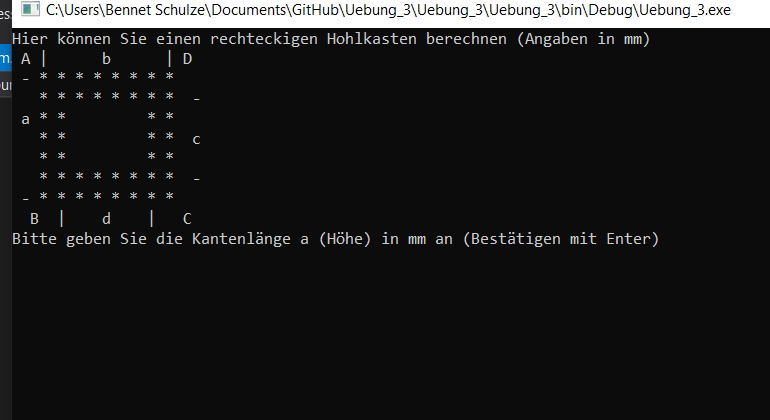 C:\Users\Bennet Schulze\Documents\GitHub\Uebung_3\Uebung_3\Uebung_3\bin\Debug\Uebung_3.exe
Hier können Sie einen rechteckigen Hohlkasten berechnen (Angaben in mm)
 A |      b      | D
 - * * * * * * * *
   * * * * * * * *  -
 a * *         * *
   * *         * *  c
   * *         * *
   * * * * * * * *  -
 - * * * * * * * *
  B  |    d    |   C
Bitte geben Sie die Kantenlänge a (Höhe) in mm an (Bestätigen mit Enter)